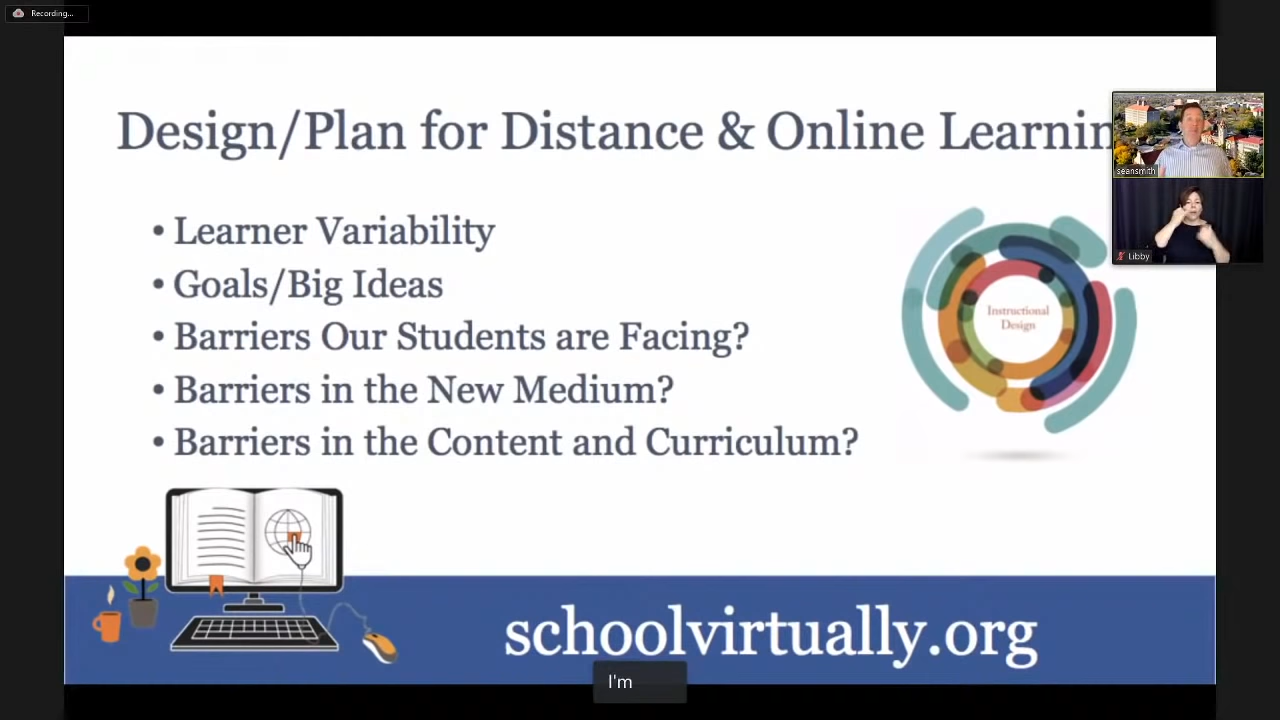 Recording...
Design/Plan for Distance & Online Learnin
seansmith
Libby
• Learner Variability
• Goals/Big Ideas
• Barriers Our Students are Facing?
• Barriers in the New Medium?
• Barriers in the Content and Curriculum?
Instructional
Design
schoolvirtually.org
I'm